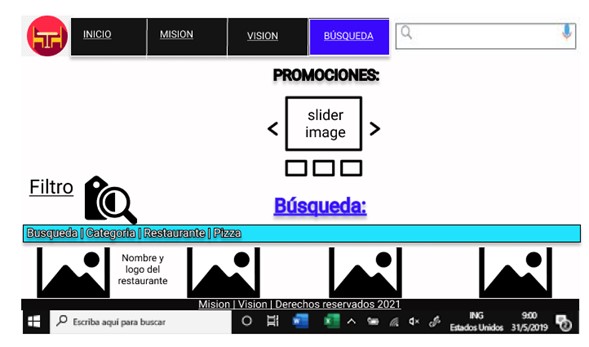 INICIO
MISION
VISION
BÚSQUEDA
PROMOCIONES:
slider
image
Filtro
Búsqueda:
Busqueda | Categoría | Restaurante | Pizza
Nombre y
logo del
restaurante
Mision | Vision | Derechos reservados 2021
Escriba aquí para buscar
ING
Estados Unidos
9:00
31/5/2019